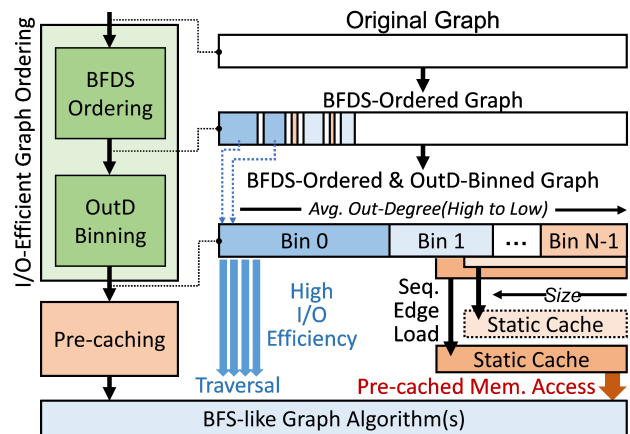 I/O-Efficient Graph Ordering
BFDS
Ordering
OutD
Binning
Pre-caching
Original Graph
BFDS-Ordered Graph
BFDS-Ordered & OutD-Binned Graph
Avg. Out-Degree(High to Low)
Bin 0
Bin 1
...
Bin N-1
High
I/O
Efficiency
Traversal
Seq.
Edge
Load
Size
Static Cache
Static Cache
Pre-cached Mem. Access
BFS-like Graph Algorithm(s)